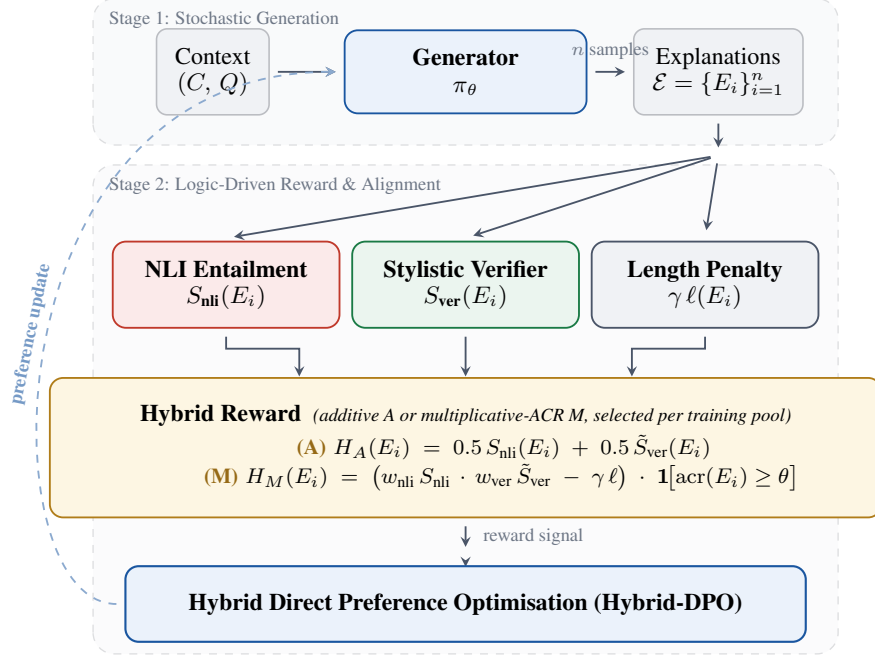 Stage 1: Stochastic Generation
Context
(C, Q)
Generator
π_θ
n samples
Explanations
ℰ = {E_i}_{i=1}^n
Stage 2: Logic-Driven Reward & Alignment
NLI Entailment
S_nli(E_i)
Stylistic Verifier
S_ver(E_i)
Length Penalty
γ ℓ(E_i)
preference update
Hybrid Reward (additive A or multiplicative-ACR M, selected per training pool)
(A) H_A(E_i) = 0.5 S_nli(E_i) + 0.5 S̃_ver(E_i)
(M) H_M(E_i) = (w_nli S_nli · w_ver S̃_ver − γ ℓ) · 1[acr(E_i) ≥ θ]
reward signal
Hybrid Direct Preference Optimisation (Hybrid-DPO)